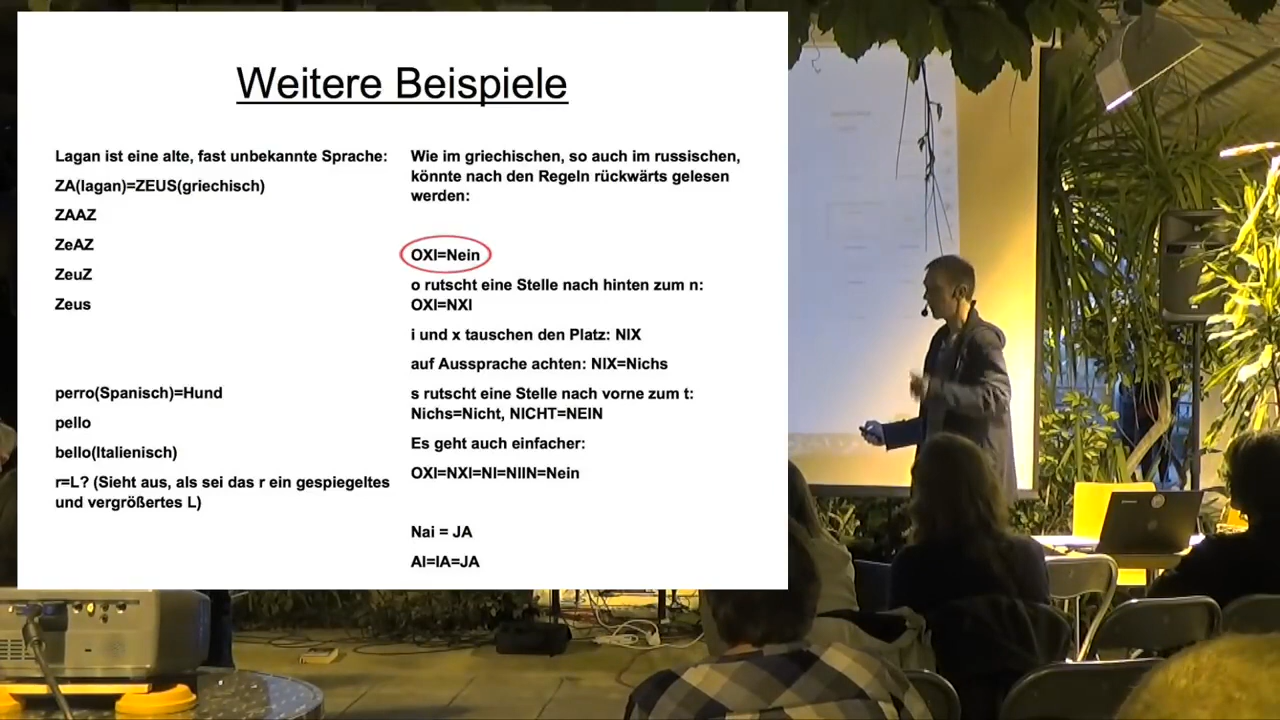 Weitere Beispiele
Lagan ist eine alte, fast unbekannte Sprache:
ZA(lagan)=ZEUS(griechisch)
ZAAZ
ZeAZ
ZeuZ
Zeus
perro(Spanisch)=Hund
pello
bello(Italienisch)
r=L? (Sieht aus, als sei das r ein gespiegeltes
und vergrößertes L)
Wie im griechischen, so auch im russischen,
könnte nach den Regeln rückwärts gelesen
werden:
OXI=Nein
o rutscht eine Stelle nach hinten zum n:
OXI=NXI
i und x tauschen den Platz: NIX
auf Aussprache achten: NIX=Nichs
s rutscht eine Stelle nach vorne zum t:
Nichs=Nicht, NICHT=NEIN
Es geht auch einfacher:
OXI=NXI=NI=NIIN=Nein
Nai = JA
AI=IA=JA